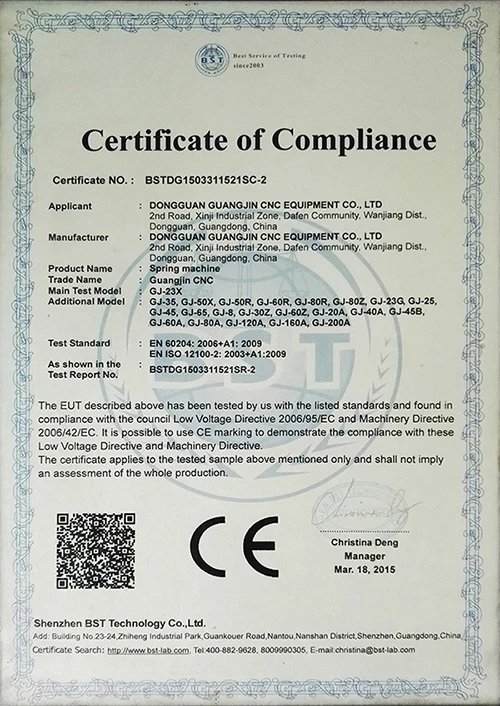 BST
Best Service of Testing
since2003
Certificate of Compliance
Certificate NO. : BSTDG1503311521SC-2
Applicant : DONGGUAN GUANGJIN CNC EQUIPMENT CO., LTD
2nd Road, Xinji Industrial Zone, Dafen Community, Wanjiang Dist.,
Dongguan, Guangdong, China
Manufacturer : DONGGUAN GUANGJIN CNC EQUIPMENT CO., LTD
2nd Road, Xinji Industrial Zone, Dafen Community, Wanjiang Dist.,
Dongguan, Guangdong, China
Product Name : Spring machine
Trade Name : Guangjin CNC
Main Test Model : GJ-23X
Additional Model : GJ-35, GJ-50X, GJ-50R, GJ-60R, GJ-80R, GJ-80Z, GJ-23G, GJ-25,
GJ-45, GJ-65, GJ-8, GJ-30Z, GJ-60Z, GJ-20A, GJ-40A, GJ-45B,
GJ-60A, GJ-80A, GJ-120A, GJ-160A, GJ-200A
Test Standard : EN 60204: 2006+A1: 2009
EN ISO 12100-2: 2003+A1:2009
As shown in the
Test Report No. : BSTDG1503311521SR-2
BST
The EUT described above has been tested by us with the listed standards and found in
compliance with the council Low Voltage Directive 2006/95/EC and Machinery Directive
2006/42/EC. It is possible to use CE marking to demonstrate the compliance with these
Low Voltage Directive and Machinery Directive.
The certificate applies to the tested sample above mentioned only and shall not imply
an assessment of the whole production.
CE
Christina Deng
Manager
Mar. 18, 2015
Shenzhen BST Technology Co.,Ltd.
Add: Building No.23-24,Zhiheng Industrial Park,Guankouer Road,Nantou,Nanshan District,Shenzhen,Guangdong,China
Certificate Search: http://www.bst-lab.com, Tel:400-882-9628, 8009990305, E-mail:christina@bst-lab.com